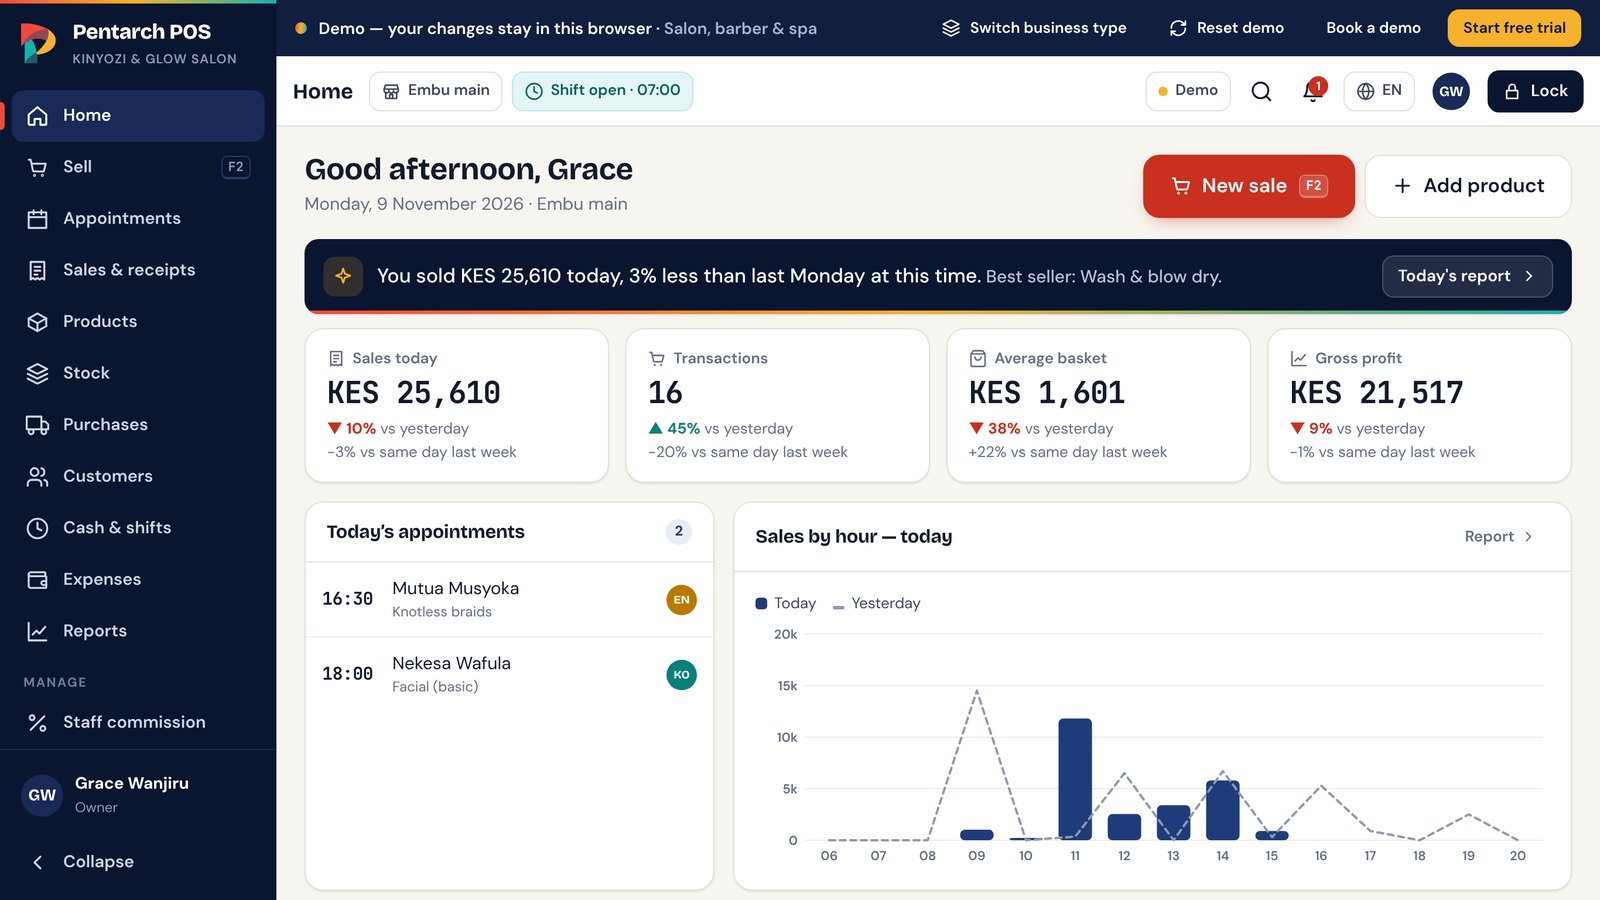 Pentarch POS
KINYOZI & GLOW SALON
Home
Sell F2
Appointments
Sales & receipts
Products
Stock
Purchases
Customers
Cash & shifts
Expenses
Reports
MANAGE
Staff commission
GW
Grace Wanjiru
Owner
Collapse
Demo — your changes stay in this browser · Salon, barber & spa
Switch business type
Reset demo
Book a demo
Start free trial
Home
Embu main
Shift open · 07:00
Demo
1
EN
GW
Lock
Good afternoon, Grace
Monday, 9 November 2026 · Embu main
New sale F2
Add product
You sold KES 25,610 today, 3% less than last Monday at this time. Best seller: Wash & blow dry.
Today's report
Sales today
KES 25,610
▼ 10% vs yesterday
-3% vs same day last week
Transactions
16
▲ 45% vs yesterday
-20% vs same day last week
Average basket
KES 1,601
▼ 38% vs yesterday
+22% vs same day last week
Gross profit
KES 21,517
▼ 9% vs yesterday
-1% vs same day last week
Today's appointments
2
16:30
Mutua Musyoka
Knotless braids
EN
18:00
Nekesa Wafula
Facial (basic)
KO
Sales by hour — today
Report
Today
Yesterday
20k
15k
10k
5k
0
06 07 08 09 10 11 12 13 14 15 16 17 18 19 20